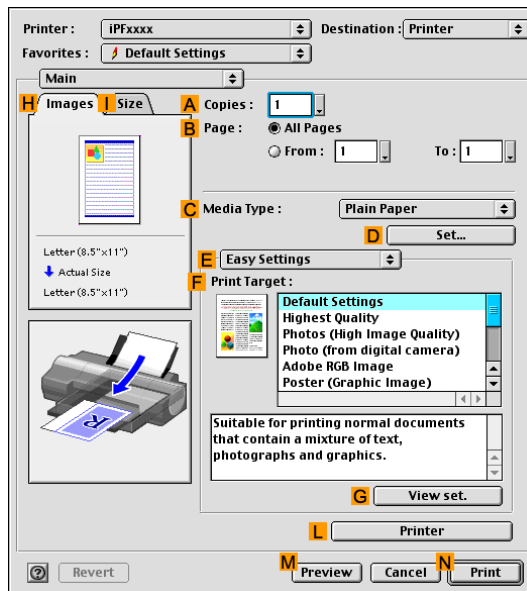 Printer : iPFxxxx Destination : Printer
Favorites : Default Settings
Main
H Images I Size A Copies : 1
B Page : All Pages
From : 1 To : 1
C Media Type : Plain Paper
D Set...
Letter (8.5"x11")
Actual Size
Letter (8.5"x11")
E Easy Settings
F Print Target :
Default Settings
Highest Quality
Photos (High Image Quality)
Photo (from digital camera)
Adobe RGB Image
Poster (Graphic Image)
R
Suitable for printing normal documents
that contain a mixture of text,
photographs and graphics.
G View set.
L Printer
? Revert M Preview Cancel N Print